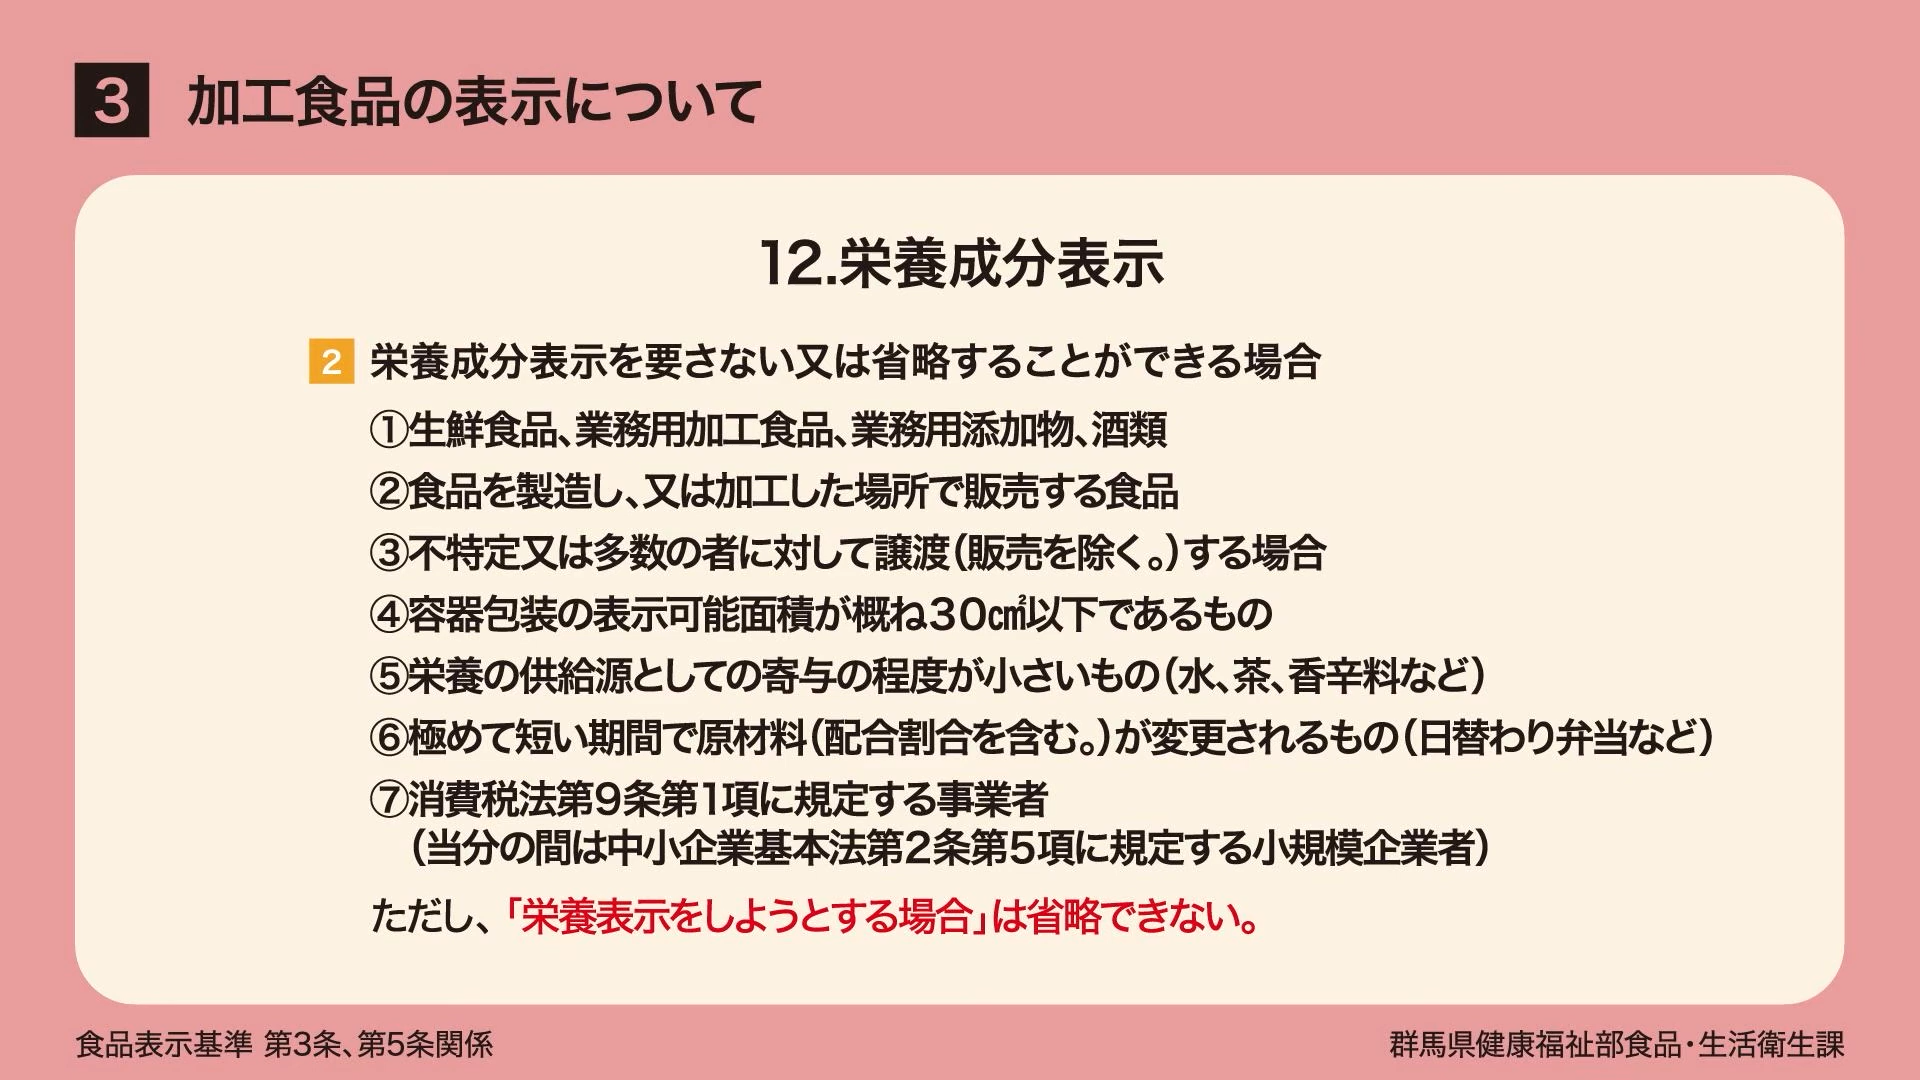 3 加工食品の表示について
12.栄養成分表示
2 栄養成分表示を要さない又は省略することができる場合
①生鮮食品、業務用加工食品、業務用添加物、酒類
②食品を製造し、又は加工した場所で販売する食品
③不特定又は多数の者に対して譲渡(販売を除く。)する場合
④容器包装の表示可能面積が概ね30㎠以下であるもの
⑤栄養の供給源としての寄与の程度が小さいもの(水、茶、香辛料など)
⑥極めて短い期間で原材料(配合割合を含む。)が変更されるもの(日替わり弁当など)
⑦消費税法第9条第1項に規定する事業者
(当分の間は中小企業基本法第2条第5項に規定する小規模企業者)
ただし、「栄養表示をしようとする場合」は省略できない。
食品表示基準 第3条、第5条関係
群馬県健康福祉部食品・生活衛生課